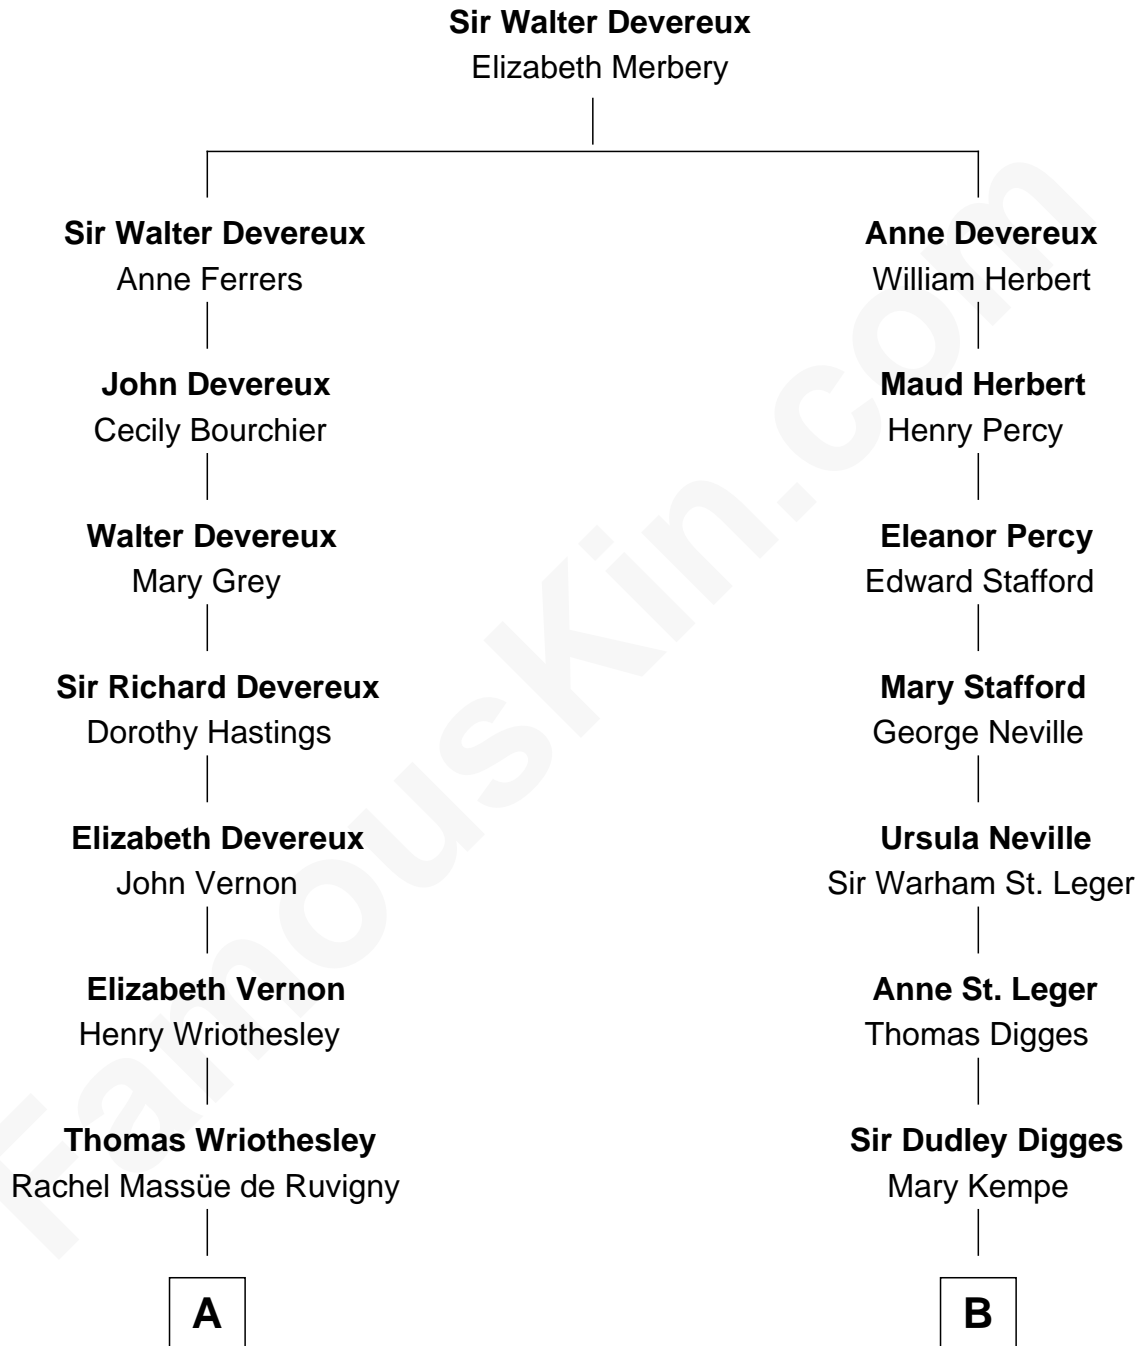 Sir Walter Devereux
Elizabeth Merbery
Sir Walter Devereux
Anne Ferrers
John Devereux
Cecily Bourchier
Walter Devereux
Mary Grey
Sir Richard Devereux
Dorothy Hastings
Elizabeth Devereux
John Vernon
Elizabeth Vernon
Henry Wriothesley
Thomas Wriothesley
Rachel Massüe de Ruvigny
A
Anne Devereux
William Herbert
Maud Herbert
Henry Percy
Eleanor Percy
Edward Stafford
Mary Stafford
George Neville
Ursula Neville
Sir Warham St. Leger
Anne St. Leger
Thomas Digges
Sir Dudley Digges
Mary Kempe
B
FamousKin.com